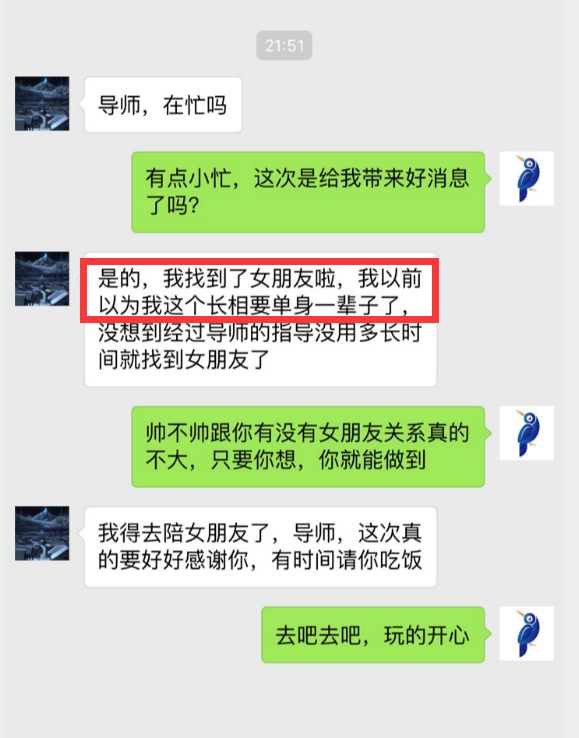 21:51
导师，在忙吗
有点小忙，这次是给我带来好消息
了吗?
是的，我找到了女朋友啦，我以前
以为我这个长相要单身一辈子了，
没想到经过导师的指导没用多长时
间就找到女朋友了
帅不帅跟你有没有女朋友关系真的
不大，只要你想，你就能做到
我得去陪女朋友了，导师，这次真
的要好好感谢你，有时间请你吃饭
去吧去吧，玩的开心